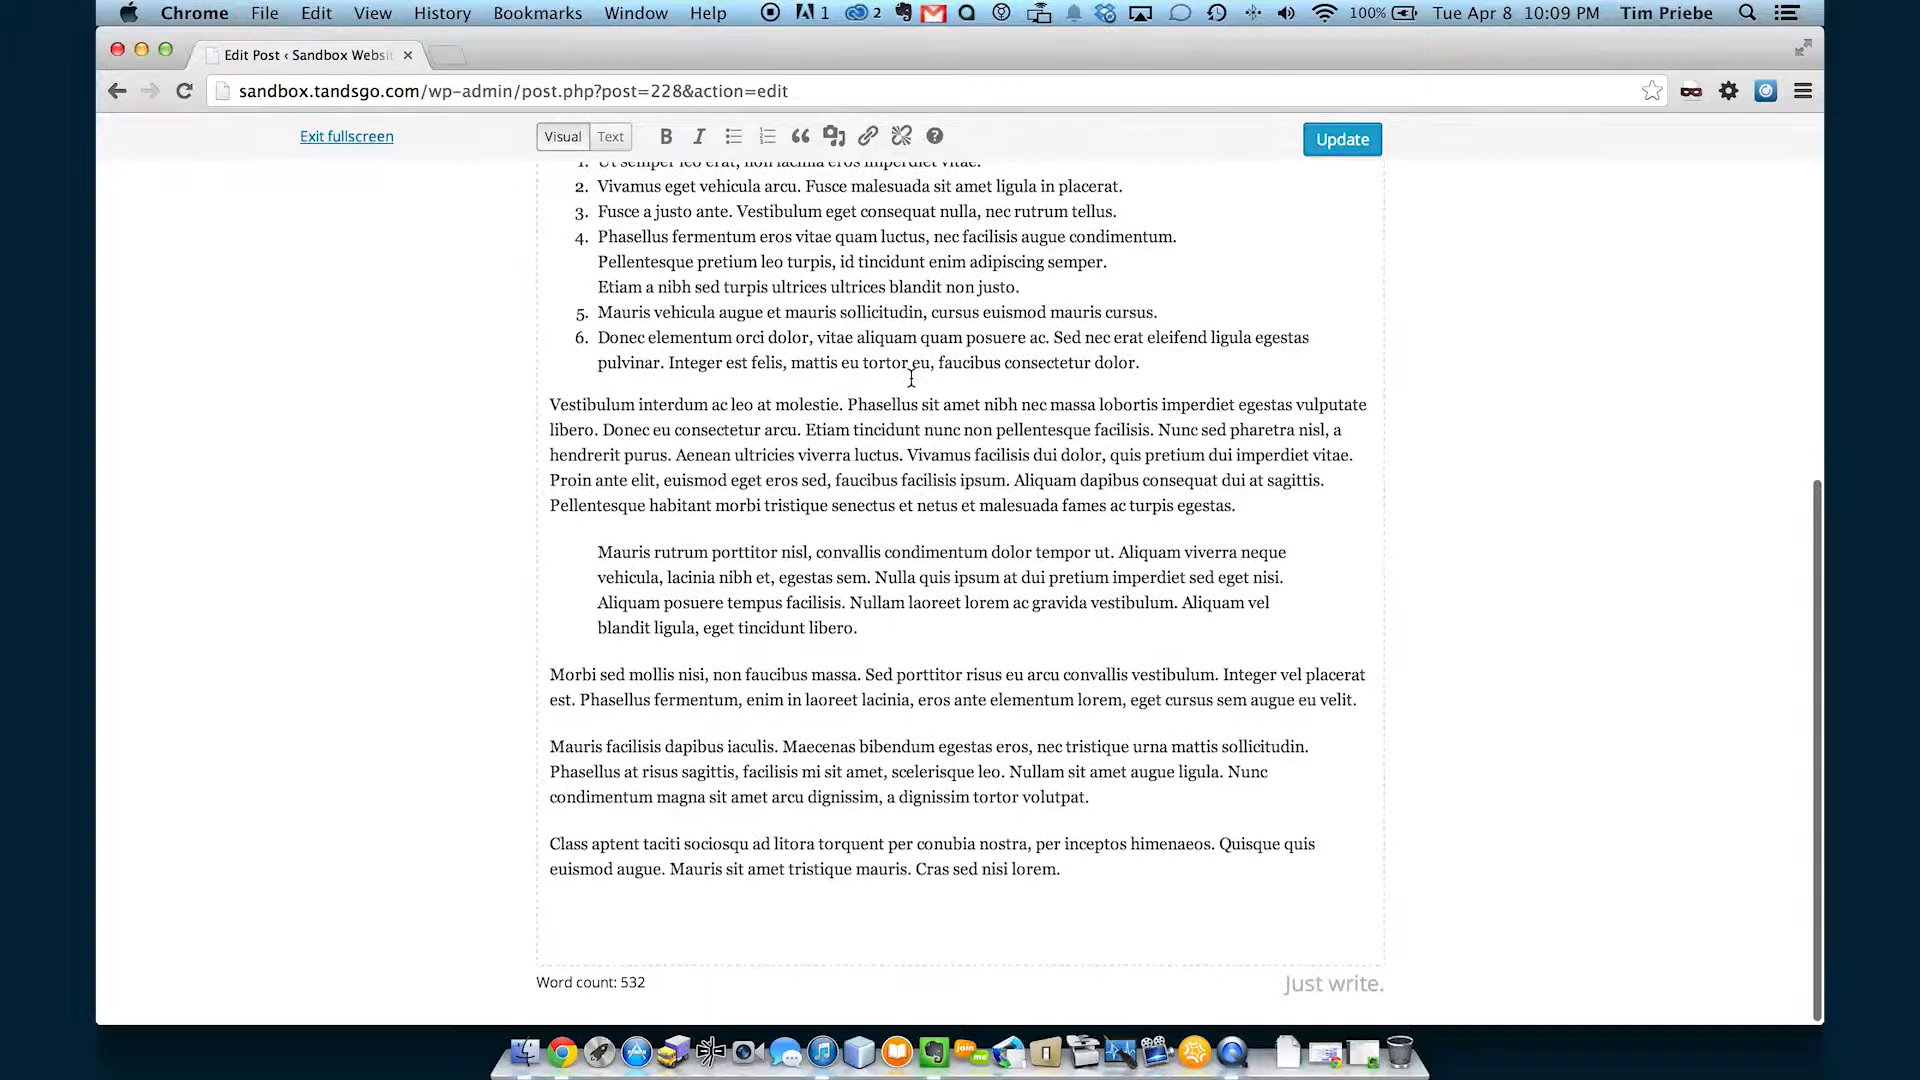 Chrome File Edit View History Bookmarks Window Help 1 2 100% Tue Apr 8 10:09 PM Tim Priebe
Edit Post ‹ Sandbox Websit
sandbox.tandsgo.com/wp-admin/post.php?post=228&action=edit
Exit fullscreen Visual Text B I Update
1. Ut semper leo erat, non lacinia eros imperdiet vitae.
2. Vivamus eget vehicula arcu. Fusce malesuada sit amet ligula in placerat.
3. Fusce a justo ante. Vestibulum eget consequat nulla, nec rutrum tellus.
4. Phasellus fermentum eros vitae quam luctus, nec facilisis augue condimentum.
Pellentesque pretium leo turpis, id tincidunt enim adipiscing semper.
Etiam a nibh sed turpis ultrices ultrices blandit non justo.
5. Mauris vehicula augue et mauris sollicitudin, cursus euismod mauris cursus.
6. Donec elementum orci dolor, vitae aliquam quam posuere ac. Sed nec erat eleifend ligula egestas
pulvinar. Integer est felis, mattis eu tortor eu, faucibus consectetur dolor.
Vestibulum interdum ac leo at molestie. Phasellus sit amet nibh nec massa lobortis imperdiet egestas vulputate
libero. Donec eu consectetur arcu. Etiam tincidunt nunc non pellentesque facilisis. Nunc sed pharetra nisl, a
hendrerit purus. Aenean ultricies viverra luctus. Vivamus facilisis dui dolor, quis pretium dui imperdiet vitae.
Proin ante elit, euismod eget eros sed, faucibus facilisis ipsum. Aliquam dapibus consequat dui at sagittis.
Pellentesque habitant morbi tristique senectus et netus et malesuada fames ac turpis egestas.
Mauris rutrum porttitor nisl, convallis condimentum dolor tempor ut. Aliquam viverra neque
vehicula, lacinia nibh et, egestas sem. Nulla quis ipsum at dui pretium imperdiet sed eget nisi.
Aliquam posuere tempus facilisis. Nullam laoreet lorem ac gravida vestibulum. Aliquam vel
blandit ligula, eget tincidunt libero.
Morbi sed mollis nisi, non faucibus massa. Sed porttitor risus eu arcu convallis vestibulum. Integer vel placerat
est. Phasellus fermentum, enim in laoreet lacinia, eros ante elementum lorem, eget cursus sem augue eu velit.
Mauris facilisis dapibus iaculis. Maecenas bibendum egestas eros, nec tristique urna mattis sollicitudin.
Phasellus at risus sagittis, facilisis mi sit amet, scelerisque leo. Nullam sit amet augue ligula. Nunc
condimentum magna sit amet arcu dignissim, a dignissim tortor volutpat.
Class aptent taciti sociosqu ad litora torquent per conubia nostra, per inceptos himenaeos. Quisque quis
euismod augue. Mauris sit amet tristique mauris. Cras sed nisi lorem.
Word count: 532 Just write.
join me